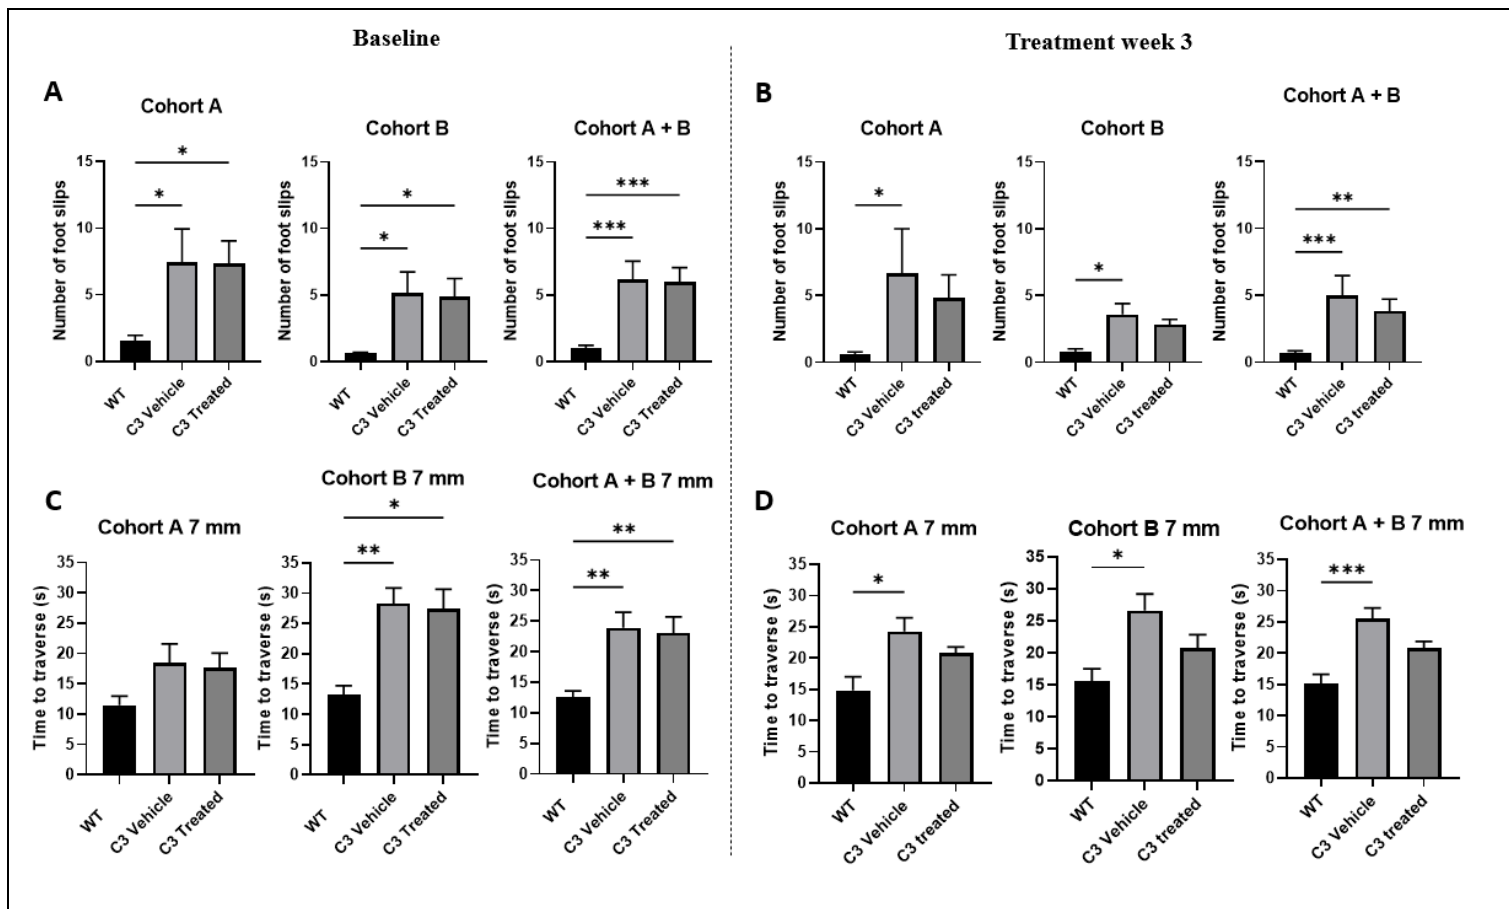 Baseline
Treatment week 3
A
Cohort A
Number of foot slips
15
10
5
0
*
*
WT
C3 Vehicle
C3 Treated
Cohort B
Number of foot slips
15
10
5
0
*
*
WT
C3 Vehicle
C3 Treated
Cohort A + B
Number of foot slips
15
10
5
0
***
***
WT
C3 Vehicle
C3 Treated
B
Cohort A
Number of foot slips
15
10
5
0
*
WT
C3 Vehicle
C3 treated
Cohort B
Number of foot slips
15
10
5
0
*
WT
C3 Vehicle
C3 treated
Cohort A + B
Number of foot slips
15
10
5
0
**
***
WT
C3 Vehicle
C3 treated
C
Cohort A 7 mm
Time to traverse (s)
35
30
25
20
15
10
5
0
WT
C3 Vehicle
C3 Treated
Cohort B 7 mm
Time to traverse (s)
35
30
25
20
15
10
5
0
*
**
WT
C3 Vehicle
C3 Treated
Cohort A + B 7 mm
Time to traverse (s)
35
30
25
20
15
10
5
0
**
**
WT
C3 Vehicle
C3 Treated
D
Cohort A 7 mm
Time to traverse (s)
35
30
25
20
15
10
5
0
*
WT
C3 Vehicle
C3 treated
Cohort B 7 mm
Time to traverse (s)
35
30
25
20
15
10
5
0
*
WT
C3 Vehicle
C3 treated
Cohort A + B 7 mm
Time to traverse (s)
35
30
25
20
15
10
5
0
***
WT
C3 Vehicle
C3 treated